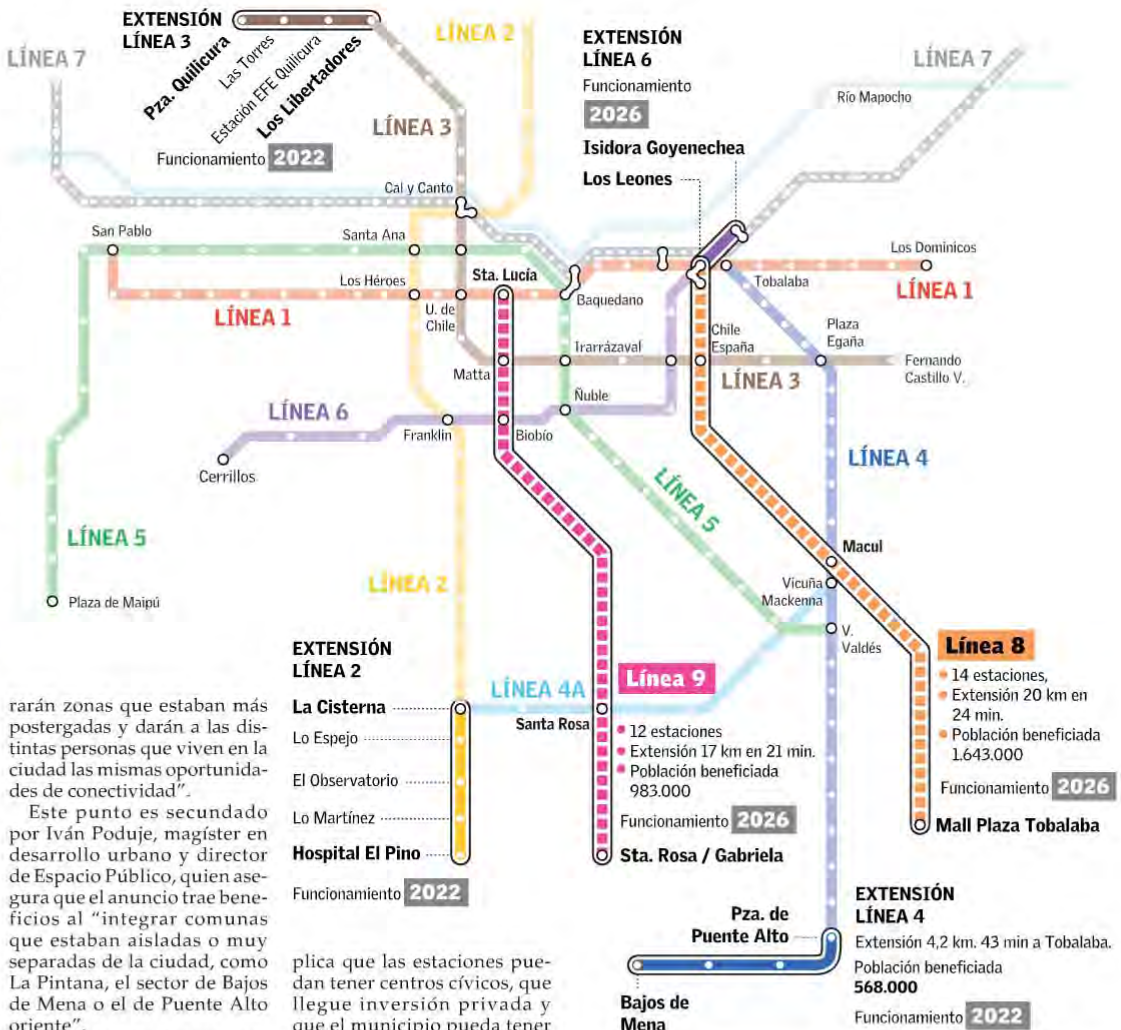 EXTENSIÓN
LÍNEA 3
Pza. Quilicura
Las Torres
Estación EFE Quilicura
Los Libertadores
Funcionamiento 2022
LÍNEA 7
LÍNEA 3
LÍNEA 2
EXTENSIÓN
LÍNEA 6
Funcionamiento
2026
Isidora Goyenechea
Los Leones
LÍNEA 7
Río Mapocho
Cal y Canto
San Pablo
Santa Ana
Los Héroes
LÍNEA 1
U. de
Chile
Sta. Lucía
Baquedano
Tobalaba
Los Dominicos
LÍNEA 1
Matta
Irarrázaval
Chile
España
LÍNEA 3
Plaza
Egaña
Fernando
Castillo V.
LÍNEA 6
Cerrillos
Franklin
Biobío
Ñuble
LÍNEA 4
LÍNEA 5
LÍNEA 5
Plaza de Maipú
LÍNEA 2
Macul
Vicuña
Mackenna
V.
Valdés
Línea 8
14 estaciones,
Extensión 20 km en
24 min.
Población beneficiada
1.643.000
Funcionamiento 2026
Mall Plaza Tobalaba
EXTENSIÓN
LÍNEA 2
La Cisterna
Lo Espejo
El Observatorio
Lo Martínez
Hospital El Pino
Funcionamiento 2022
LÍNEA 4A
Santa Rosa
Línea 9
12 estaciones
Extensión 17 km en 21 min.
Población beneficiada
983.000
Funcionamiento 2026
Sta. Rosa / Gabriela
Pza. de
Puente Alto
Bajos de
Mena
EXTENSIÓN
LÍNEA 4
Extensión 4,2 km. 43 min a Tobalaba.
Población beneficiada
568.000
Funcionamiento 2022
rarán zonas que estaban más
postergadas y darán a las dis-
tintas personas que viven en la
ciudad las mismas oportunida-
des de conectividad”.
Este punto es secundado
por Iván Poduje, magíster en
desarrollo urbano y director
de Espacio Público, quien ase-
gura que el anuncio trae bene-
ficios al “integrar comunas
que estaban aisladas o muy
separadas de la ciudad, como
La Pintana, el sector de Bajos
de Mena o el de Puente Alto
oriente”.
plica que las estaciones pue-
dan tener centros cívicos, que
llegue inversión privada y
que el municipio pueda tener